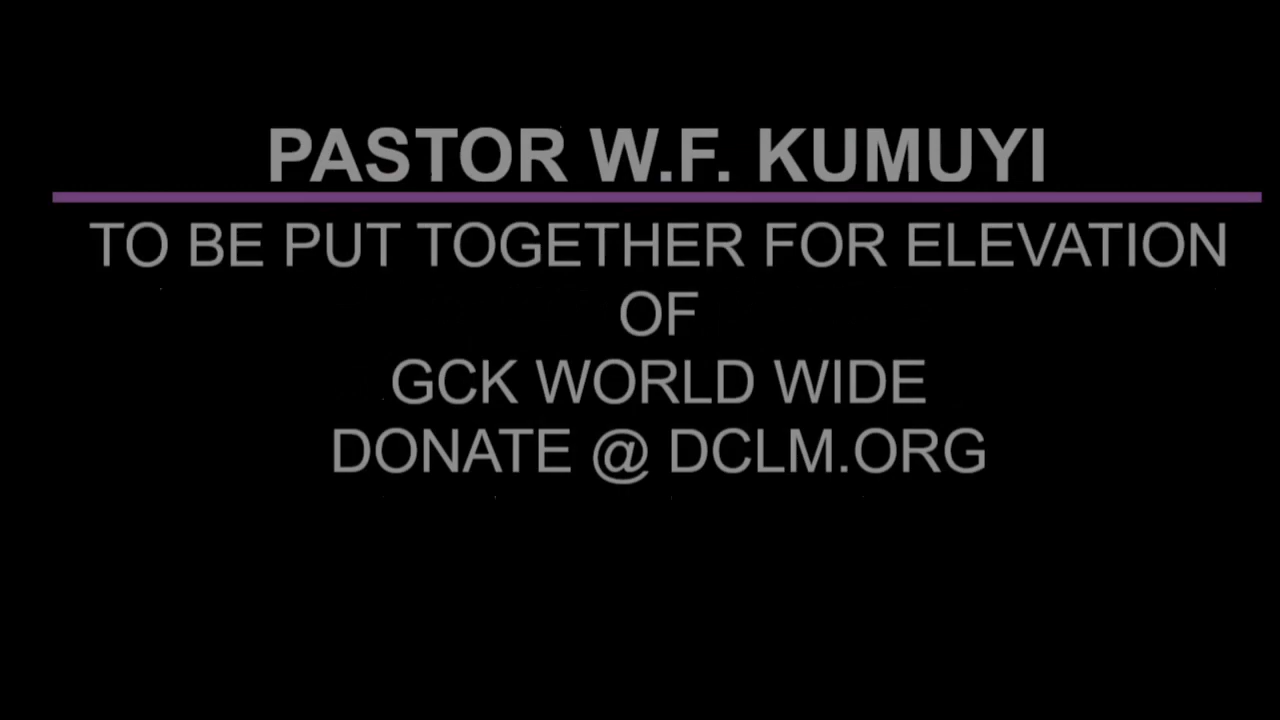 PASTOR W.F. KUMUYI
TO BE PUT TOGETHER FOR ELEVATION
OF
GCK WORLD WIDE
DONATE @ DCLM.ORG